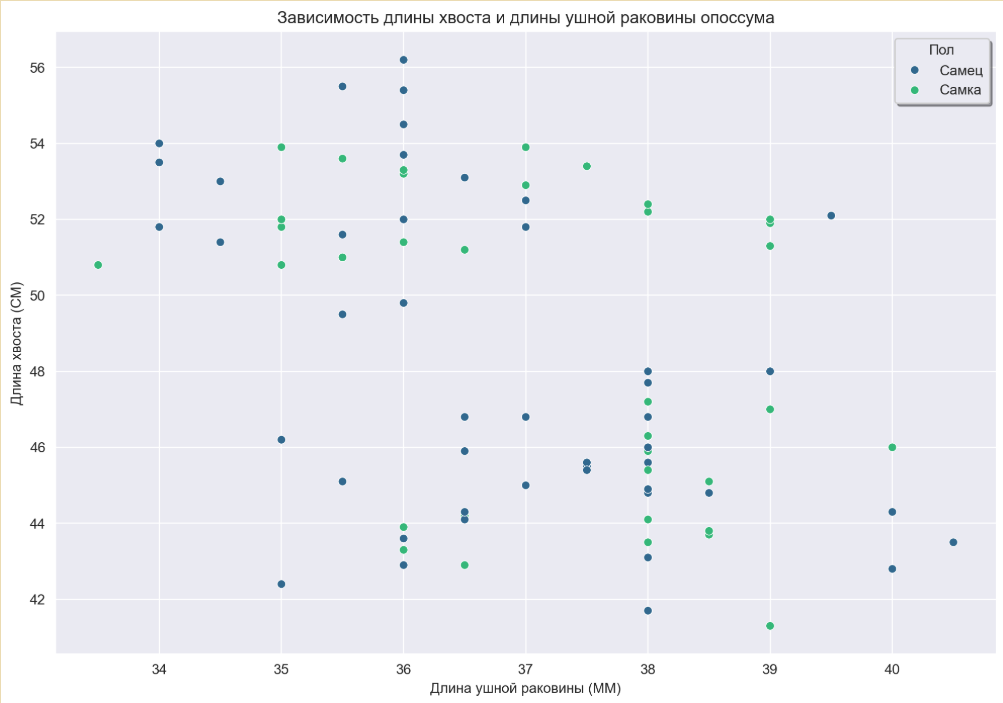 Зависимость длины хвоста и длины ушной раковины опоссума
Пол
Самец
Самка
Длина хвоста (СМ)
56
54
52
50
48
46
44
42
34 35 36 37 38 39 40
Длина ушной раковины (ММ)